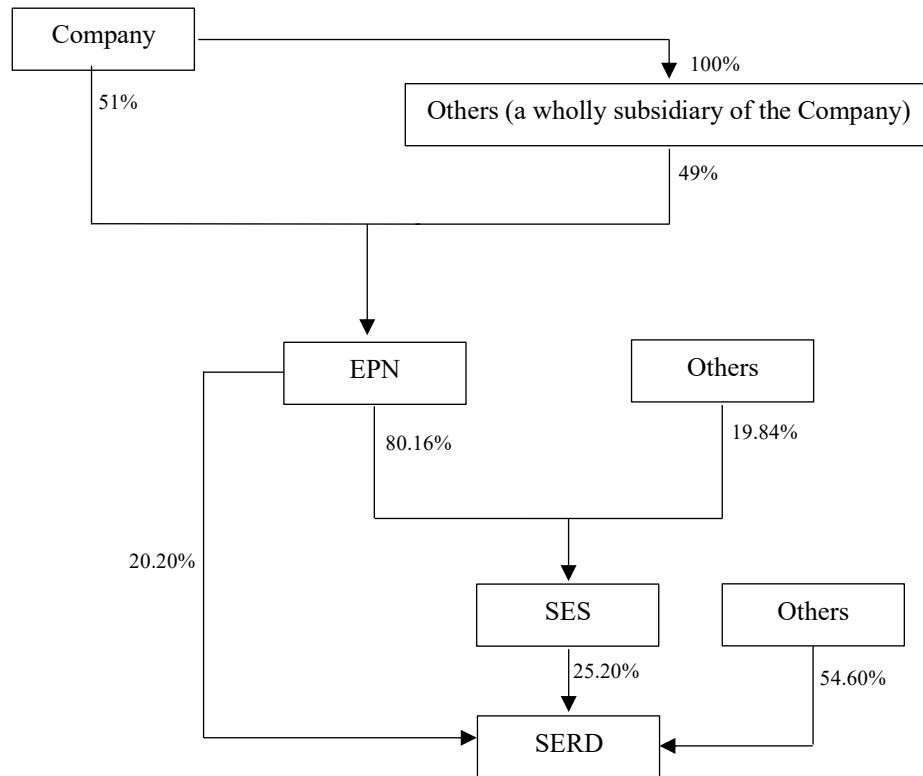 Company
100%
51%
Others (a wholly subsidiary of the Company)
49%
EPN
Others
80.16%
19.84%
20.20%
SES
Others
25.20%
54.60%
SERD